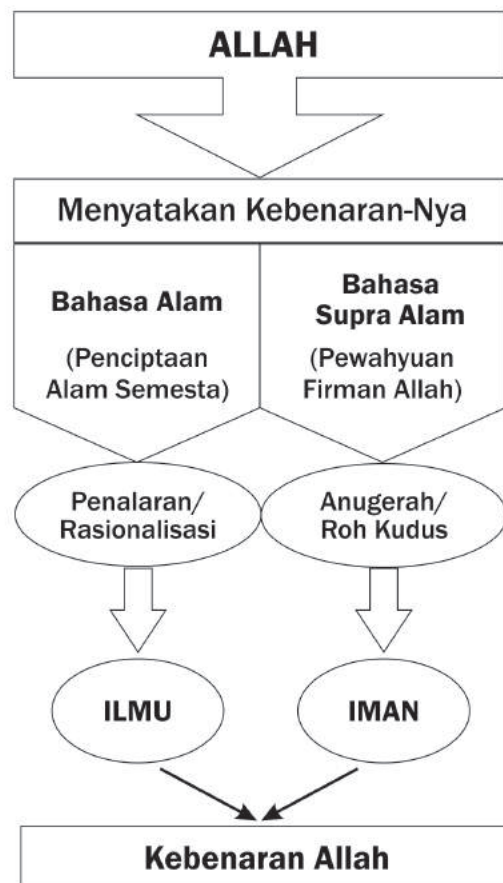 ALLAH
Menyatakan Kebenaran-Nya
Bahasa Alam
(Penciptaan
Alam Semesta)
Bahasa
Supra Alam
(Pewahyuan
Firman Allah)
Penalaran/
Rasionalisasi
Anugerah/
Roh Kudus
ILMU
IMAN
Kebenaran Allah